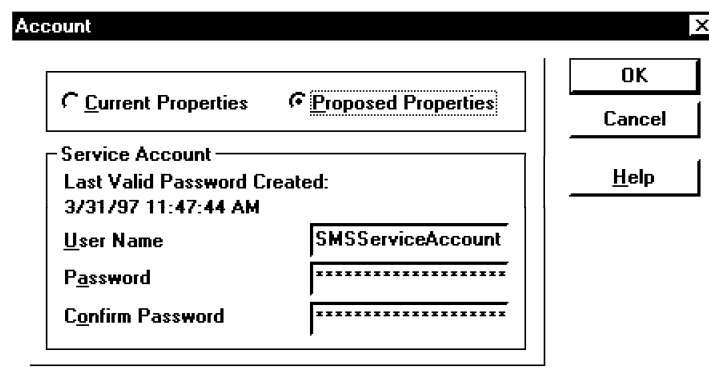 Account
Current Properties Proposed Properties
OK
Cancel
Help
Service Account
Last Valid Password Created:
3/31/97 11:47:44 AM
User Name SMSServiceAccount
Password ********************
Confirm Password ********************